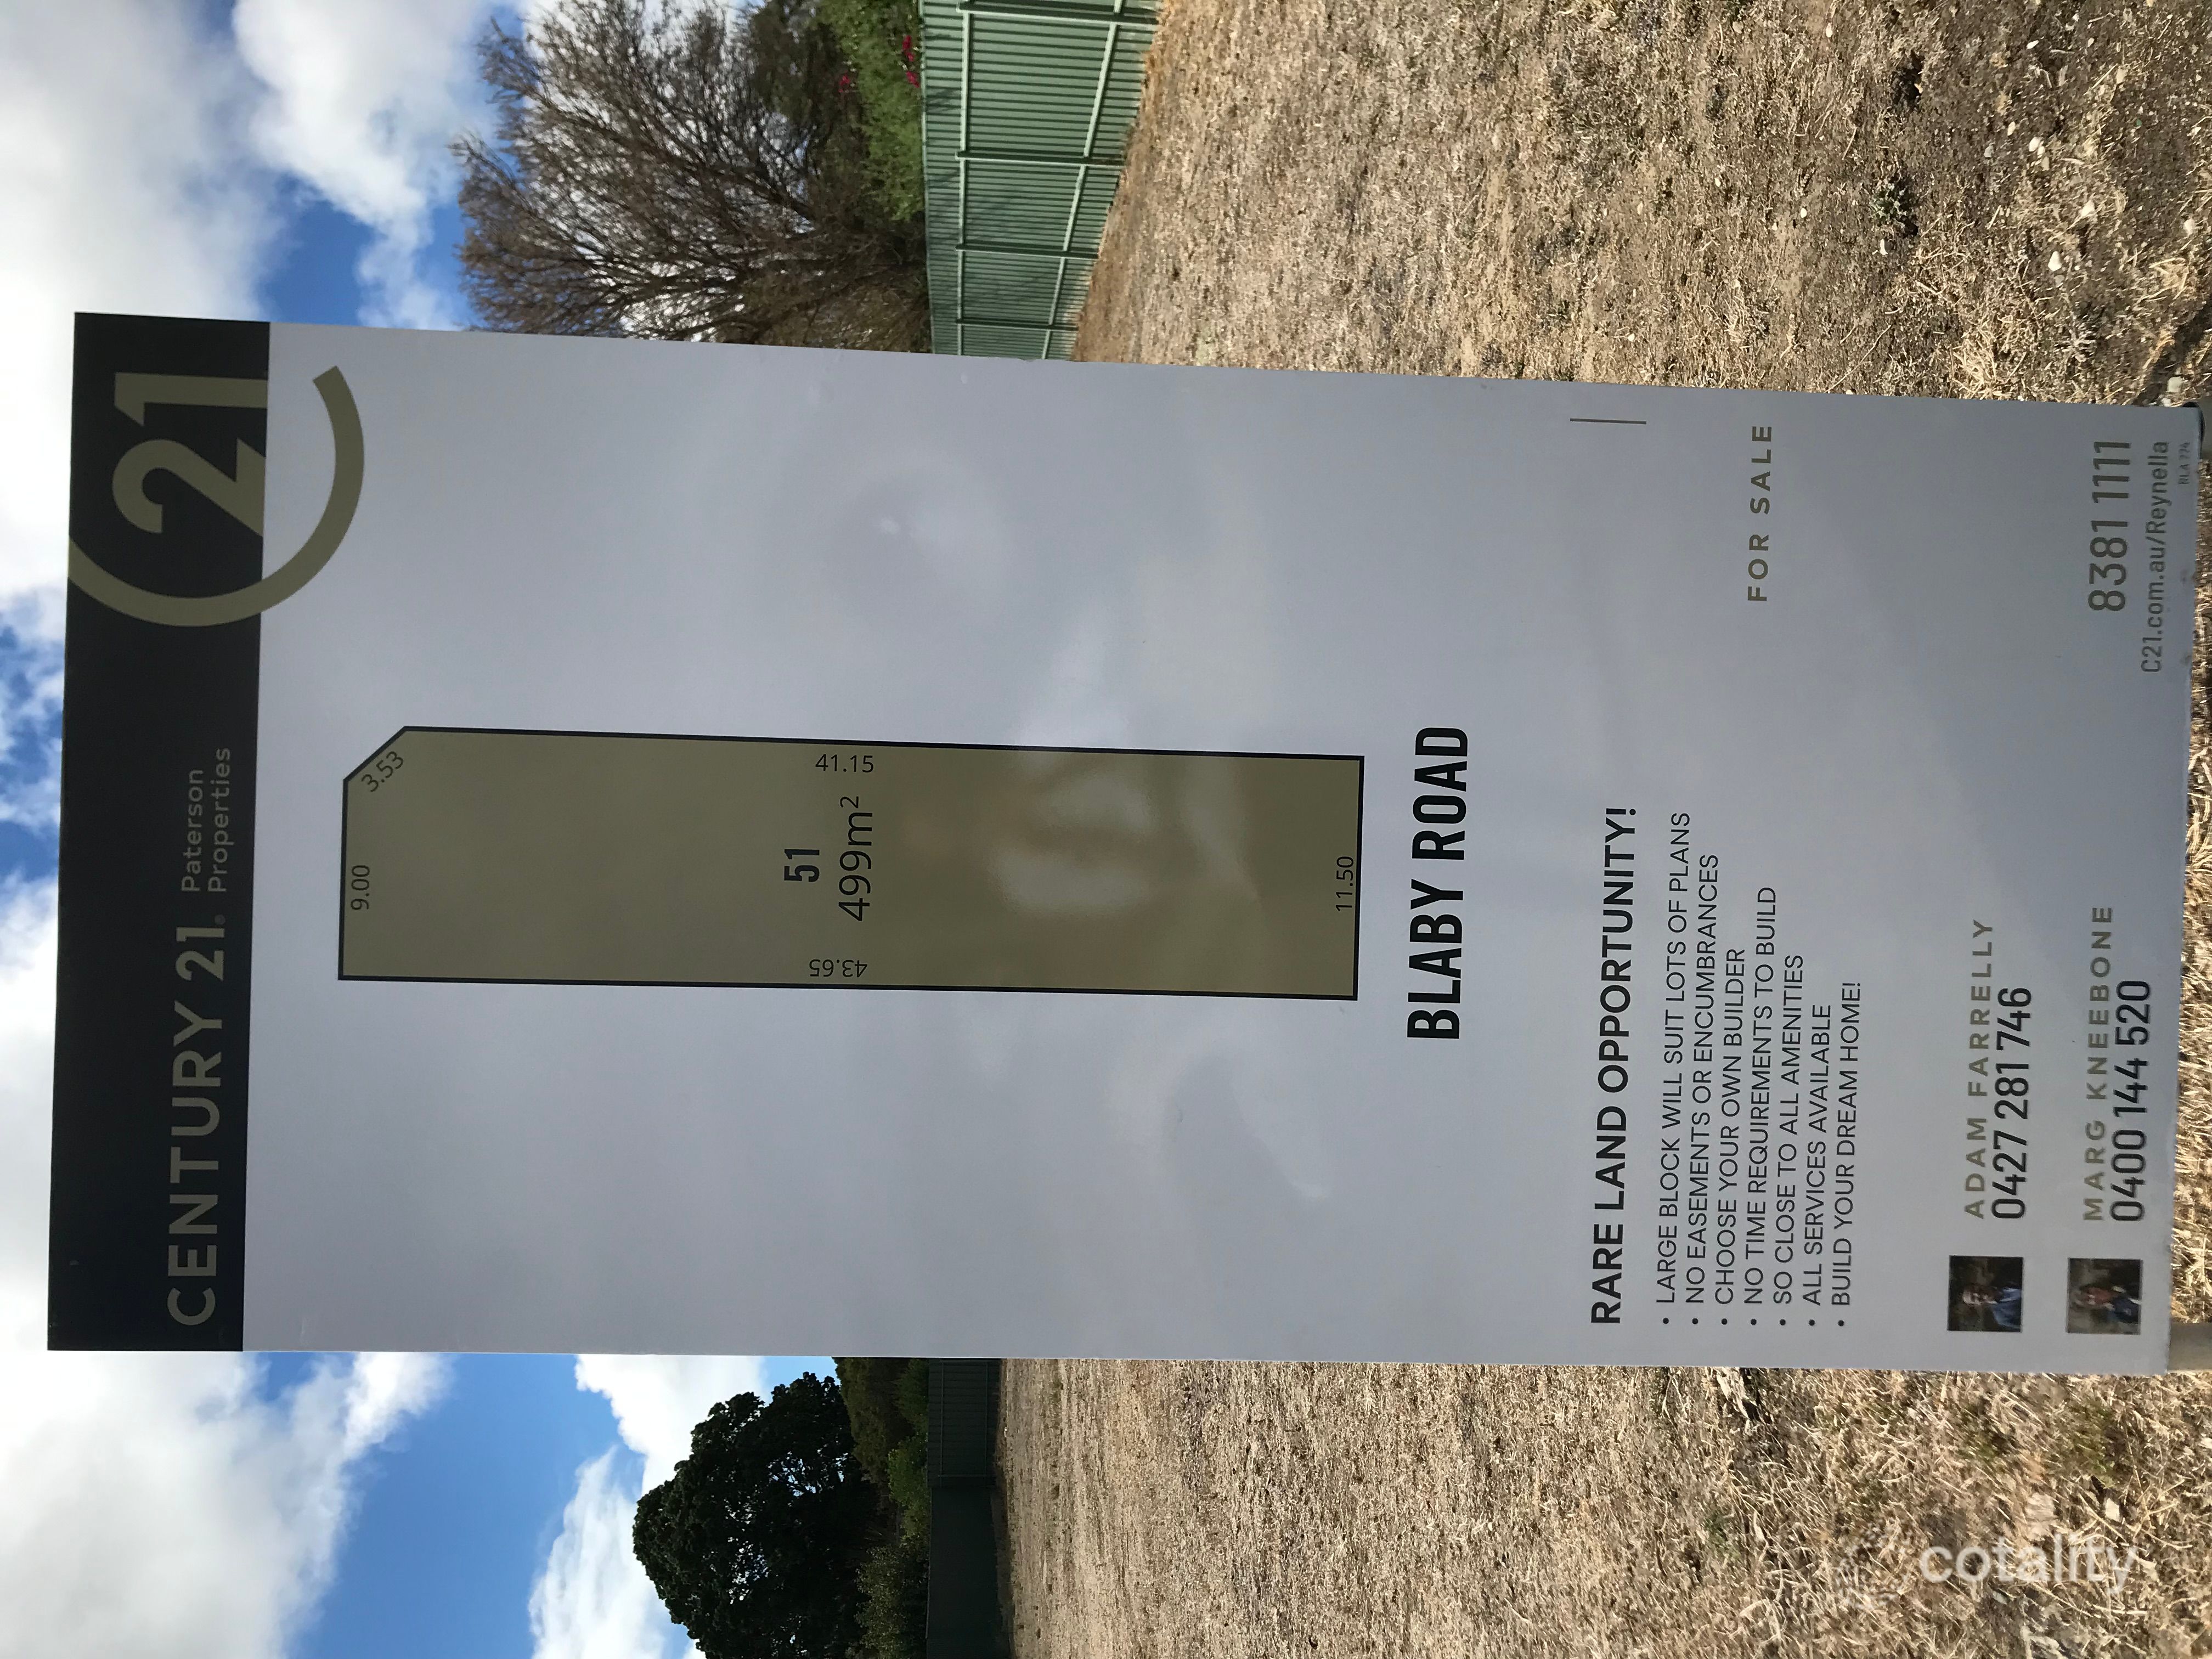 CENTURY 21.
Paterson
Properties
21
9.00
3.53
51
499m²
43.65
41.15
11.50
BLABY ROAD
RARE LAND OPPORTUNITY!
• LARGE BLOCK WILL SUIT LOTS OF PLANS
• NO EASEMENTS OR ENCUMBRANCES
• CHOOSE YOUR OWN BUILDER
• NO TIME REQUIREMENTS TO BUILD
• SO CLOSE TO ALL AMENITIES
• ALL SERVICES AVAILABLE
• BUILD YOUR DREAM HOME!
FOR SALE
ADAM FARRELLY
0427 281 746
MARG KNEEBONE
0400 144 520
8381 1111
C21.com.au/Reynella
cotality